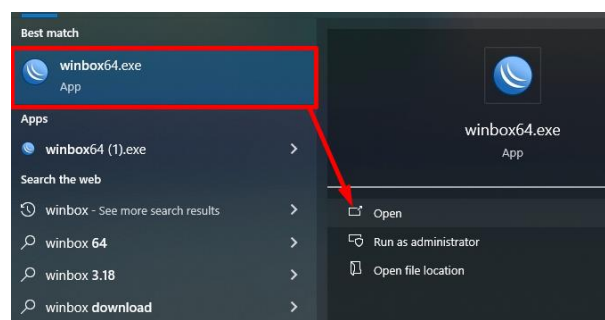 Best match
winbox64.exe
App
Apps
winbox64 (1).exe
Search the web
winbox - See more search results
winbox 64
winbox 3.18
winbox download
winbox64.exe
App
Open
Run as administrator
Open file location